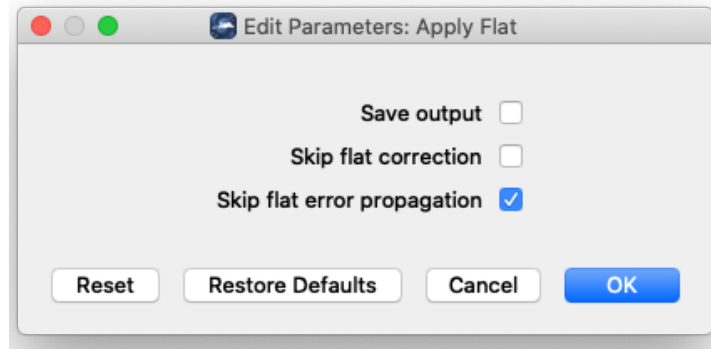 Edit Parameters: Apply Flat
Save output
Skip flat correction
Skip flat error propagation
Reset Restore Defaults Cancel OK